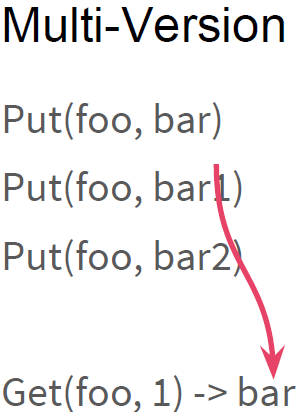 Multi-Version
Put(foo, bar)
Put(foo, bar1)
Put(foo, bar2)
Get(foo, 1) -> bar